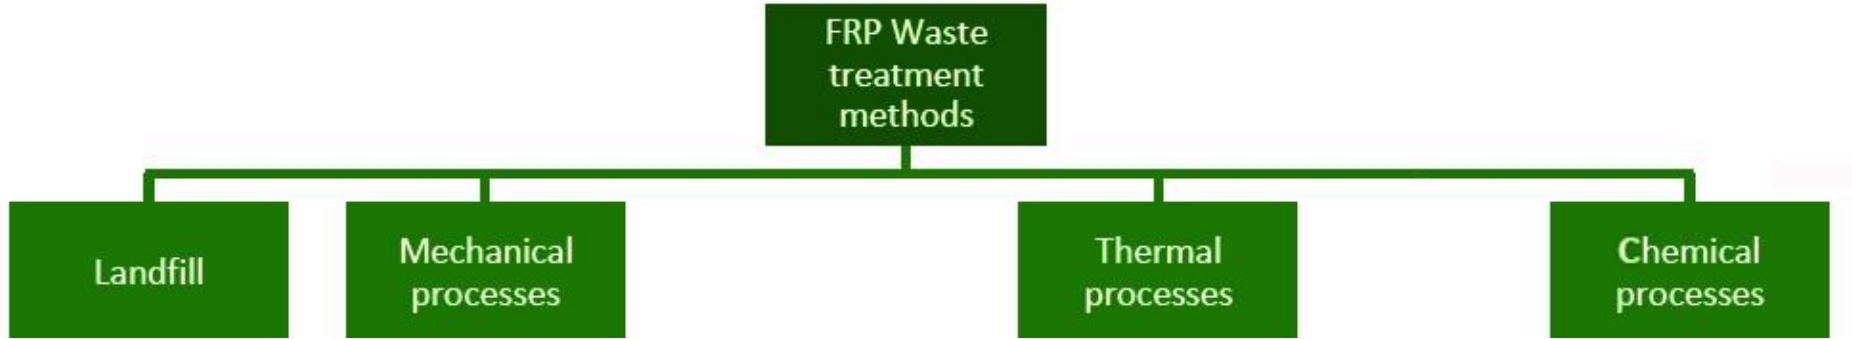 FRP Waste
treatment
methods
Landfill
Mechanical
processes
Thermal
processes
Chemical
processes